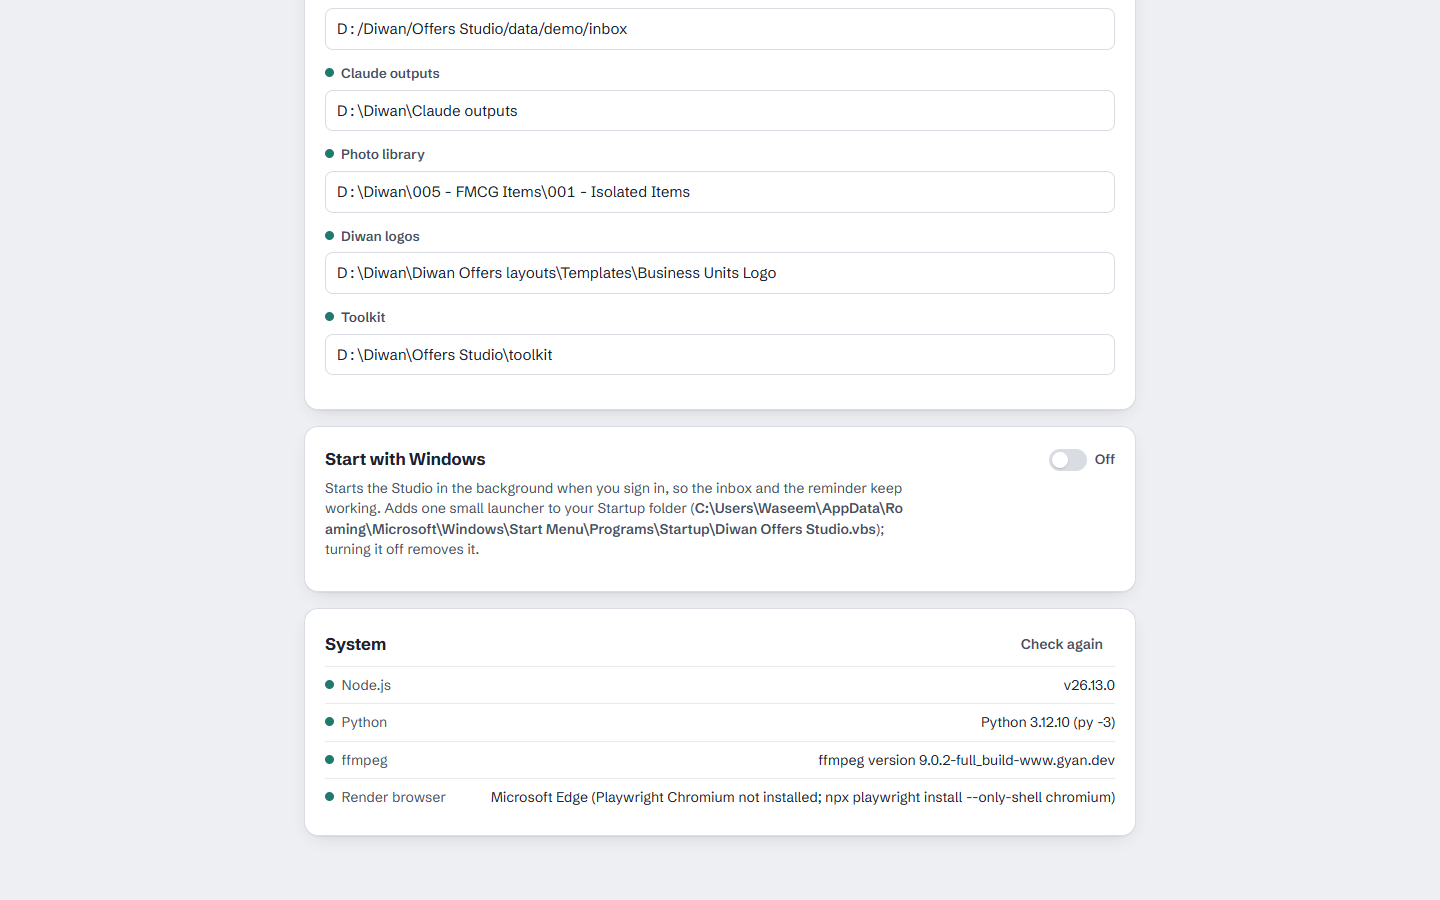 D:/Diwan/Offers Studio/data/demo/inbox
Claude outputs
D:\Diwan\Claude outputs
Photo library
D:\Diwan\005 - FMCG Items\001 - Isolated Items
Diwan logos
D:\Diwan\Diwan Offers layouts\Templates\Business Units Logo
Toolkit
D:\Diwan\Offers Studio\toolkit
Start with Windows
Off
Starts the Studio in the background when you sign in, so the inbox and the reminder keep
working. Adds one small launcher to your Startup folder (C:\Users\Waseem\AppData\Ro
aming\Microsoft\Windows\Start Menu\Programs\Startup\Diwan Offers Studio.vbs);
turning it off removes it.
System
Check again
Node.js
v26.13.0
Python
Python 3.12.10 (py -3)
ffmpeg
ffmpeg version 9.0.2-full_build-www.gyan.dev
Render browser
Microsoft Edge (Playwright Chromium not installed; npx playwright install --only-shell chromium)